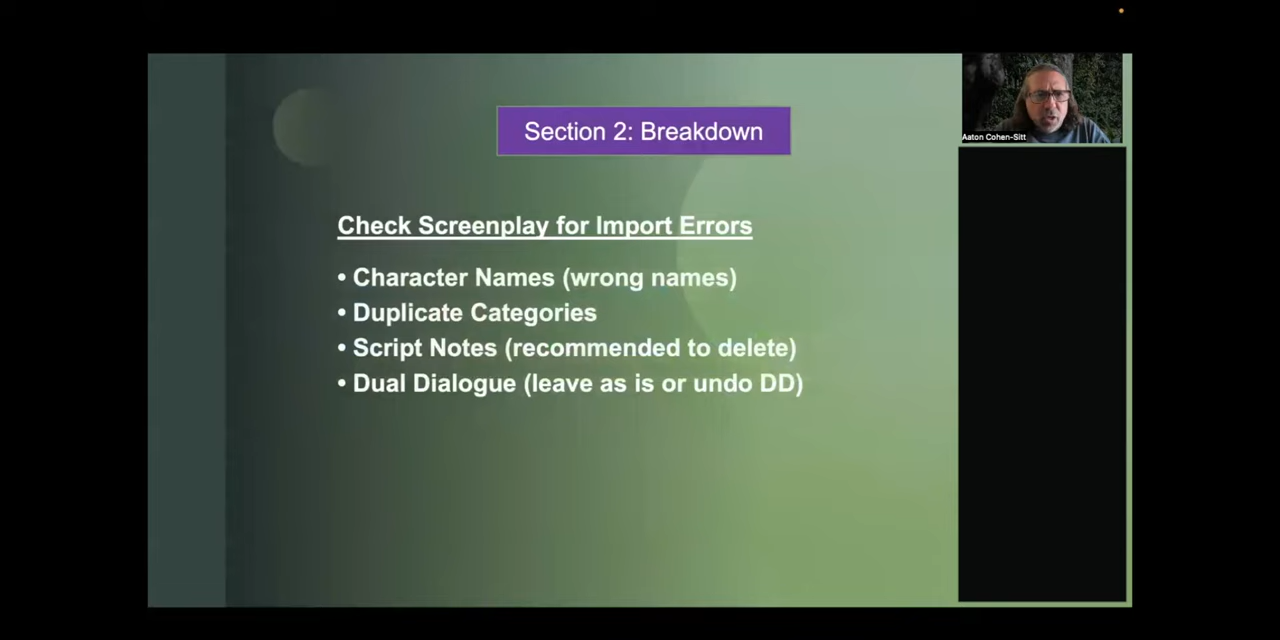 Section 2: Breakdown
Aaton Cohen-Sitt
Check Screenplay for Import Errors
• Character Names (wrong names)
• Duplicate Categories
• Script Notes (recommended to delete)
• Dual Dialogue (leave as is or undo DD)